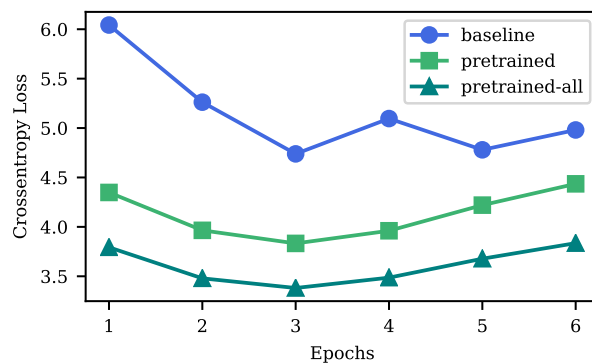 baseline
pretrained
pretrained-all
Crossentropy Loss
6.0
5.5
5.0
4.5
4.0
3.5
1 2 3 4 5 6
Epochs